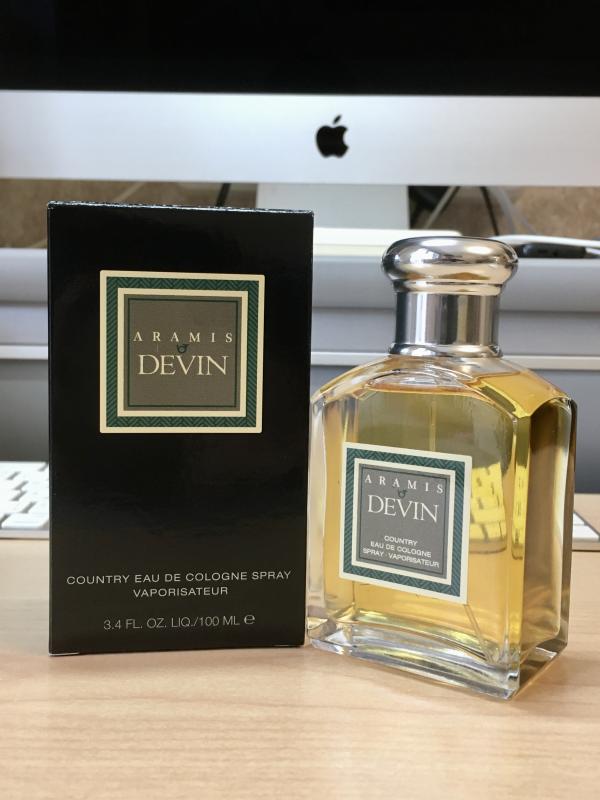 ARAMIS
DEVIN
COUNTRY EAU DE COLOGNE SPRAY
VAPORISATEUR
3.4 FL. OZ. LIQ./100 ML ℮
ARAMIS
DEVIN
COUNTRY
EAU DE COLOGNE
SPRAY · VAPORISATEUR